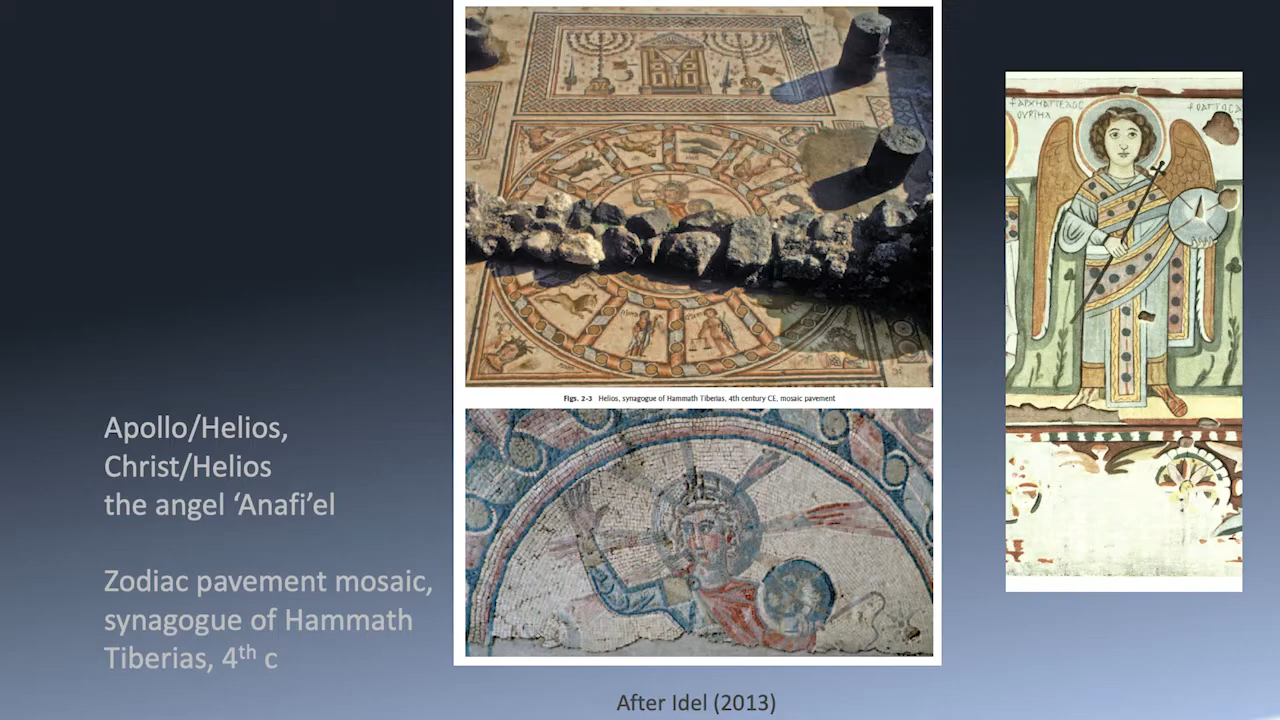 Apollo/Helios,
Christ/Helios
the angel ‘Anafi’el
Zodiac pavement mosaic,
synagogue of Hammath
Tiberias, 4th c
Figs. 2-3 Helios, synagogue of Hammath Tiberias, 4th century CE, mosaic pavement
After Idel (2013)
ΟΥΡΙΗΛ